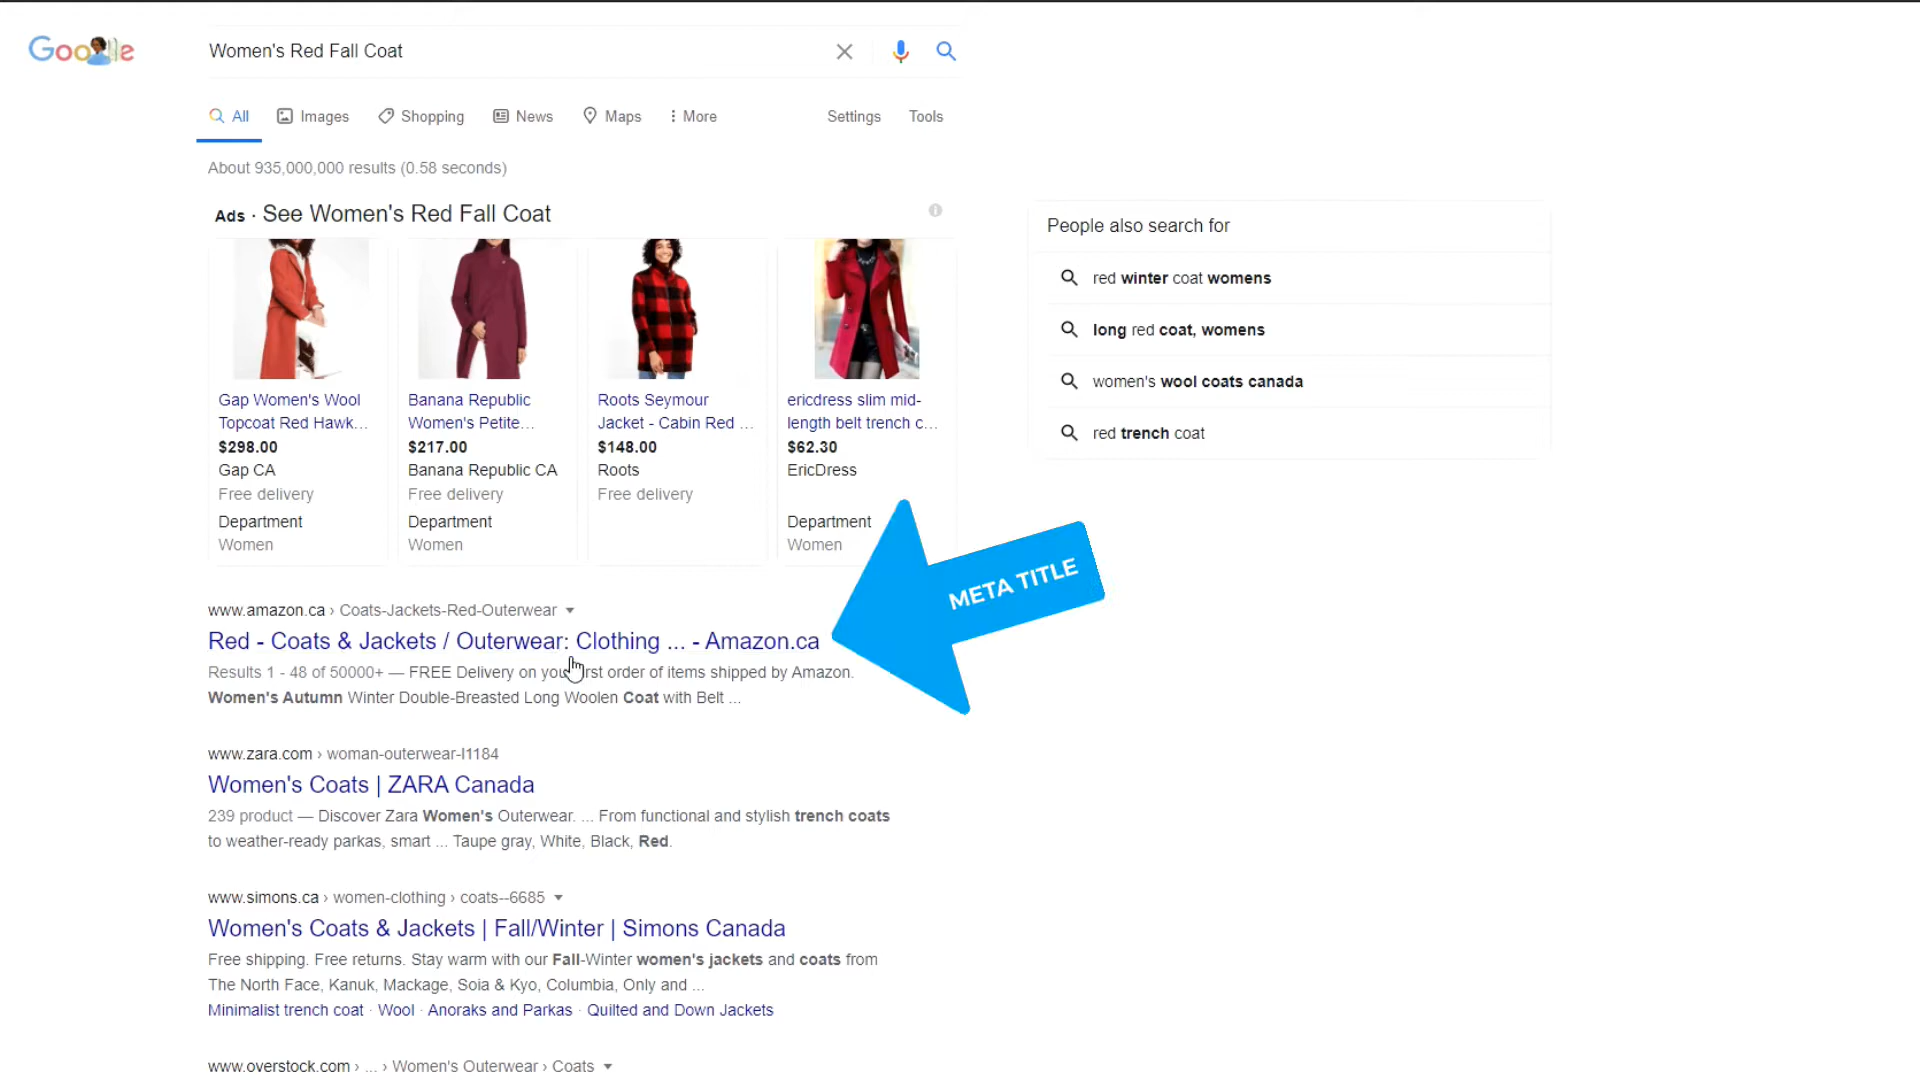 Google
Women's Red Fall Coat
All Images Shopping News Maps More Settings Tools
About 935,000,000 results (0.58 seconds)
Ads · See Women's Red Fall Coat
Gap Women's Wool
Topcoat Red Hawk...
$298.00
Gap CA
Free delivery
Department
Women
Banana Republic
Women's Petite...
$217.00
Banana Republic CA
Free delivery
Department
Women
Roots Seymour
Jacket - Cabin Red ...
$148.00
Roots
Free delivery
ericdress slim mid-
length belt trench c...
$62.30
EricDress
Department
Women
People also search for
red winter coat womens
long red coat, womens
women's wool coats canada
red trench coat
META TITLE
www.amazon.ca › Coats-Jackets-Red-Outerwear
Red - Coats & Jackets / Outerwear: Clothing ... - Amazon.ca
Results 1 - 48 of 50000+ — FREE Delivery on your first order of items shipped by Amazon.
Women's Autumn Winter Double-Breasted Long Woolen Coat with Belt ...
www.zara.com › woman-outerwear-l1184
Women's Coats | ZARA Canada
239 product — Discover Zara Women's Outerwear. ... From functional and stylish trench coats
to weather-ready parkas, smart ... Taupe gray, White, Black, Red.
www.simons.ca › women-clothing › coats--6685
Women's Coats & Jackets | Fall/Winter | Simons Canada
Free shipping. Free returns. Stay warm with our Fall-Winter women's jackets and coats from
The North Face, Kanuk, Mackage, Soia & Kyo, Columbia, Only and ...
Minimalist trench coat · Wool · Anoraks and Parkas · Quilted and Down Jackets
www.overstock.com › ... › Women's Outerwear › Coats